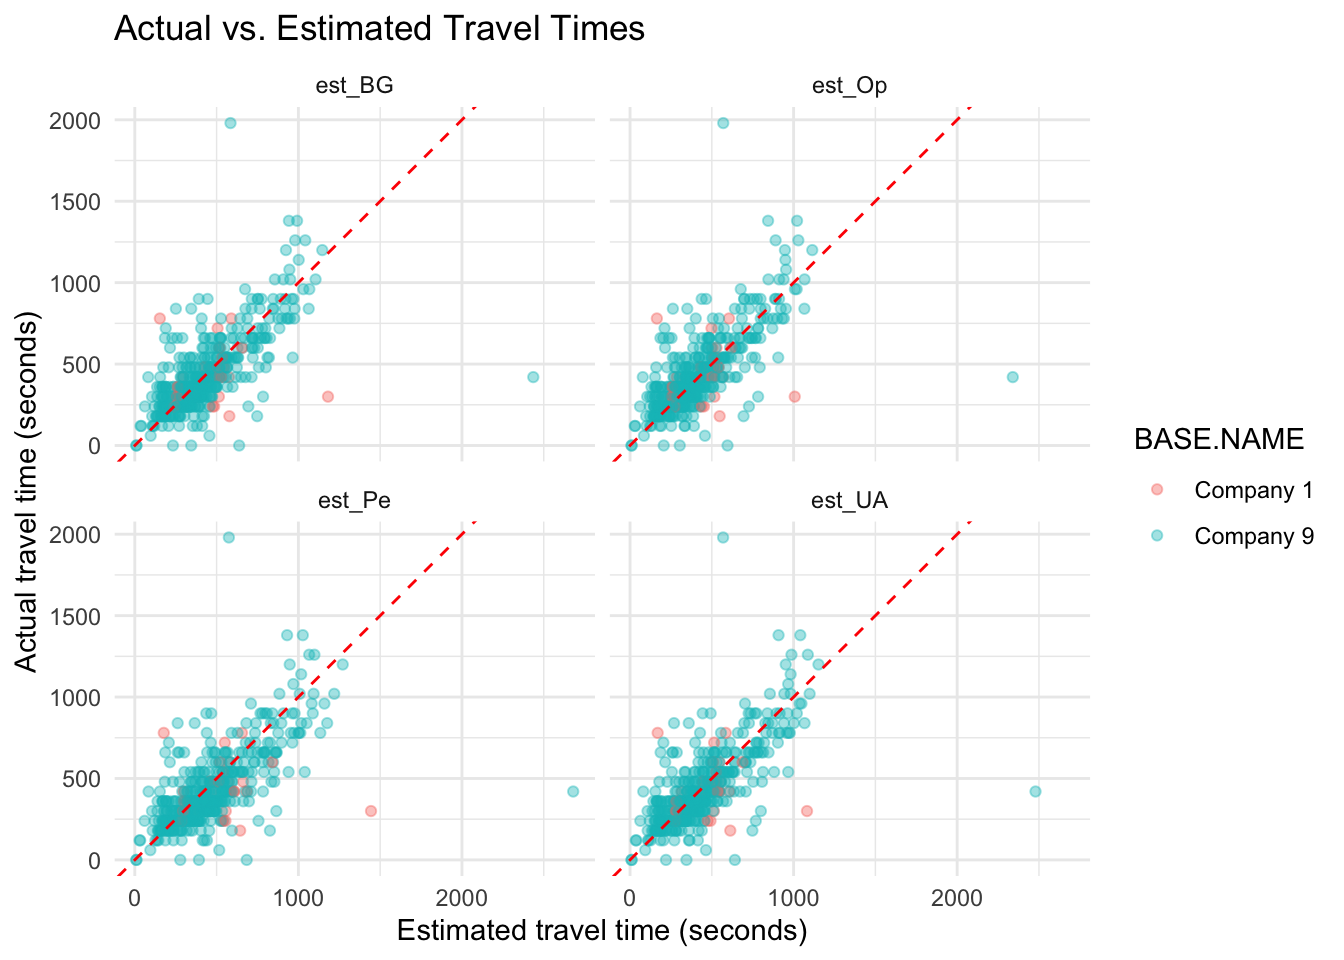 Actual vs. Estimated Travel Times
est_BG
est_Op
2000
1500
1000
500
0
2000
est_Pe
est_UA
2000
1500
1000
500
0
0
1000
2000
0
1000
2000
Actual travel time (seconds)
Estimated travel time (seconds)
BASE.NAME
Company 1
Company 9